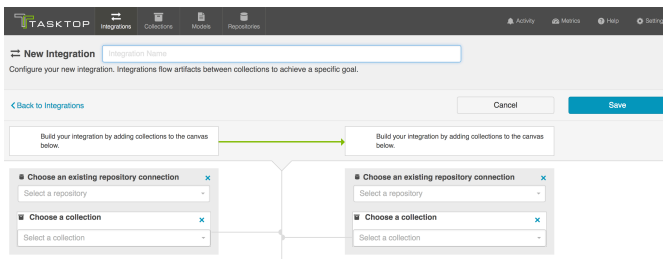 TASKTOP
Integrations Collections Models Repositories
Activity Metrics Help Setting
New Integration Integration Name
Configure your new integration. Integrations flow artifacts between collections to achieve a specific goal.
Back to Integrations Cancel Save
Build your integration by adding collections to the canvas
below.
Build your integration by adding collections to the canvas
below.
Choose an existing repository connection
Select a repository
Choose a collection
Select a collection
Choose an existing repository connection
Select a repository
Choose a collection
Select a collection